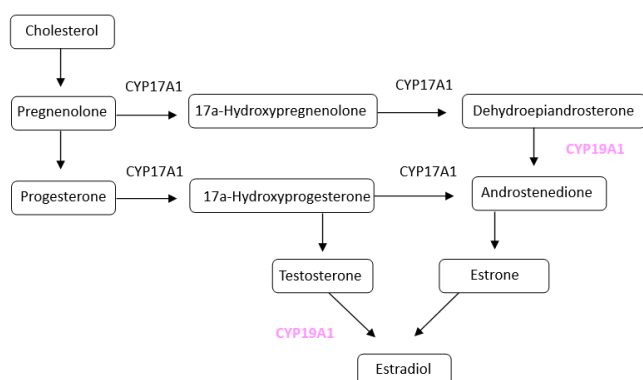 Cholesterol
CYP17A1
CYP17A1
Pregnenolone
17a-Hydroxypregnenolone
Dehydroepiandrosterone
CYP19A1
CYP17A1
CYP17A1
Progesterone
17a-Hydroxyprogesterone
Androstenedione
Testosterone
Estrone
CYP19A1
Estradiol